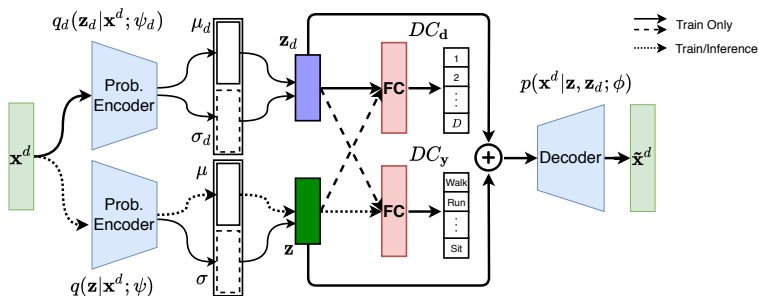 q_d(z_d|x^d; ψ_d)
μ_d
z_d
DC_d
Train Only
Train/Inference
Prob.
Encoder
σ_d
FC
1
2
⋮
D
p(x^d|z, z_d; ϕ)
x^d
μ
DC_y
+
Decoder
x̃^d
Prob.
Encoder
FC
Walk
Run
⋮
Sit
z
σ
q(z|x^d; ψ)